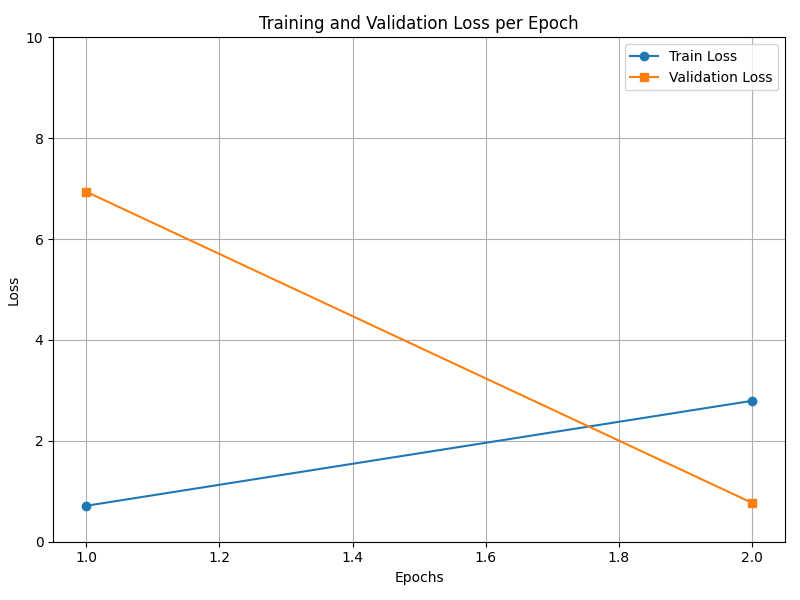 Training and Validation Loss per Epoch
Train Loss
Validation Loss
Loss
10
8
6
4
2
0
1.0 1.2 1.4 1.6 1.8 2.0
Epochs